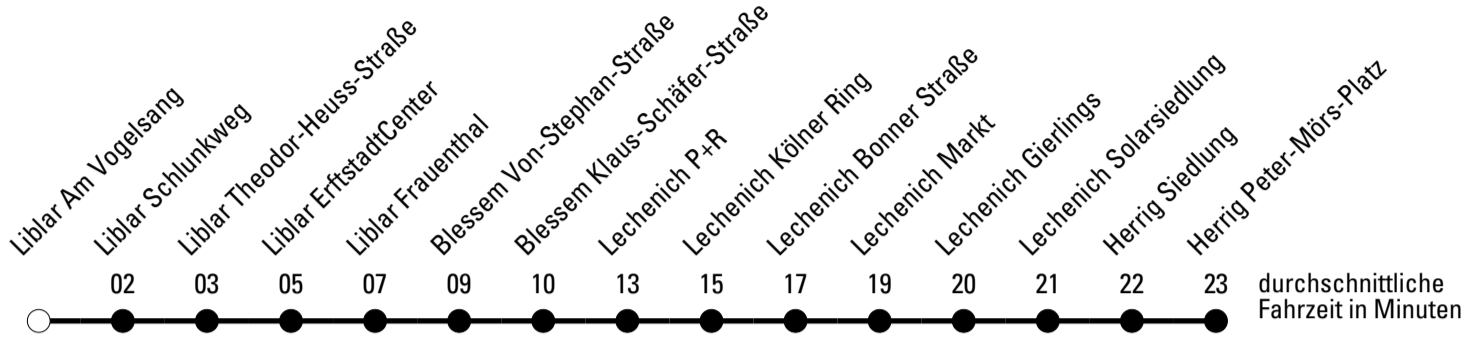 Liblar Am Vogelsang
Liblar Schlunkweg
Liblar Theodor-Heuss-Straße
Liblar ErftstadtCenter
Liblar Frauenthal
Blessem Von-Stephan-Straße
Blessem Klaus-Schäfer-Straße
Lechenich P+R
Lechenich Kölner Ring
Lechenich Bonner Straße
Lechenich Markt
Lechenich Gierlings
Lechenich Solarsiedlung
Herrig Siedlung
Herrig Peter-Mörs-Platz
02 03 05 07 09 10 13 15 17 19 20 21 22 23 durchschnittliche
Fahrzeit in Minuten